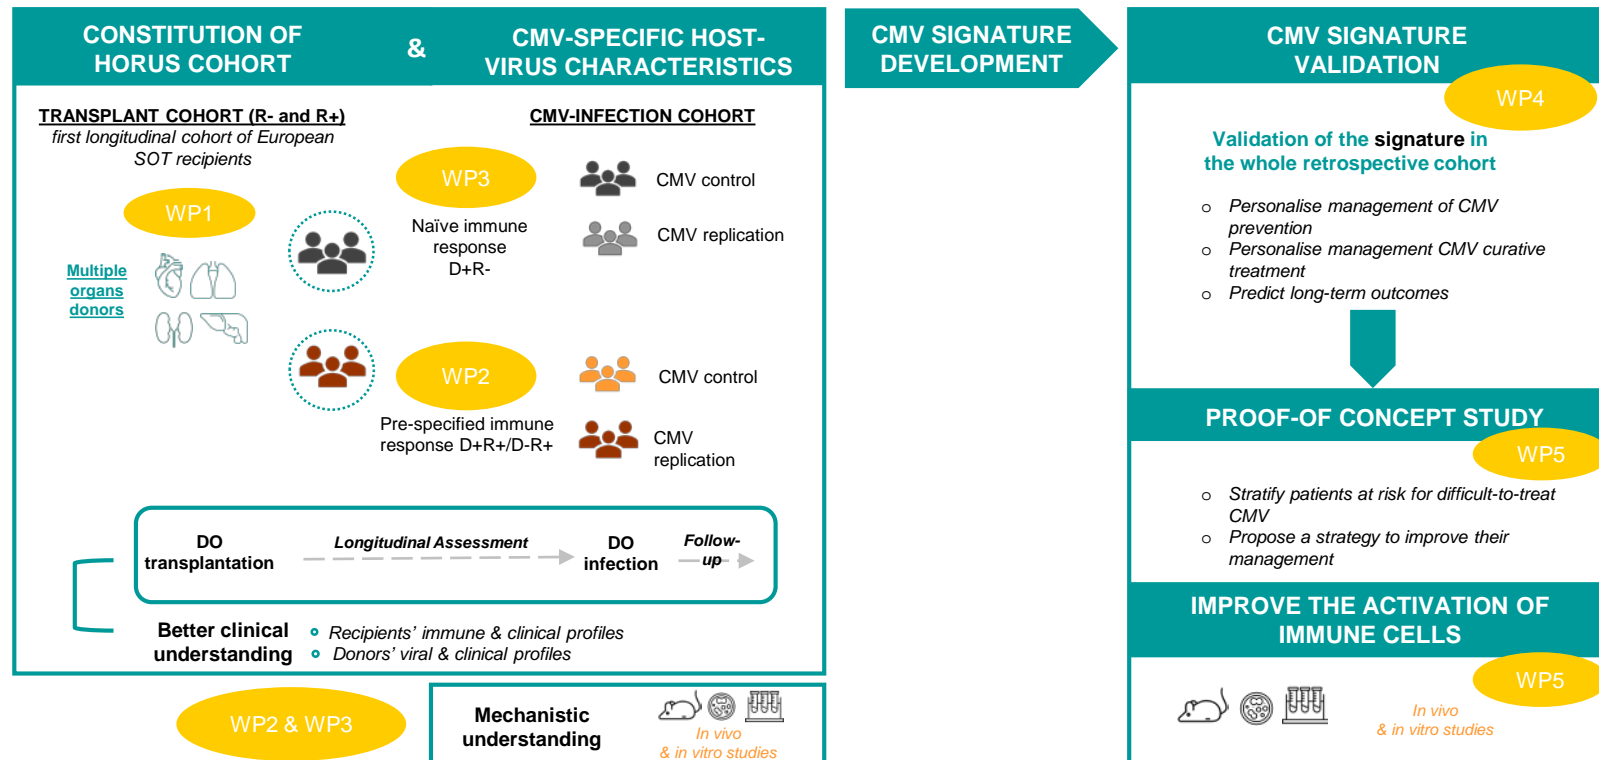 CONSTITUTION OF
HORUS COHORT
&
CMV-SPECIFIC HOST-
VIRUS CHARACTERISTICS
TRANSPLANT COHORT (R- and R+)
first longitudinal cohort of European
SOT recipients
WP1
Multiple
organs
donors
CMV-INFECTION COHORT
WP3
Naïve immune
response
D+R-
CMV control
CMV replication
WP2
Pre-specified immune
response D+R+/D-R+
CMV control
CMV
replication
DO
transplantation
Longitudinal Assessment
DO
infection
Follow-
up
Better clinical
understanding
Recipients' immune & clinical profiles
Donors' viral & clinical profiles
WP2 & WP3
Mechanistic
understanding
In vivo
& in vitro studies
CMV SIGNATURE
DEVELOPMENT
CMV SIGNATURE
VALIDATION
WP4
Validation of the signature in
the whole retrospective cohort
o Personalise management of CMV
prevention
o Personalise management CMV curative
treatment
o Predict long-term outcomes
PROOF-OF CONCEPT STUDY
WP5
o Stratify patients at risk for difficult-to-treat
CMV
o Propose a strategy to improve their
management
IMPROVE THE ACTIVATION OF
IMMUNE CELLS
WP5
In vivo
& in vitro studies